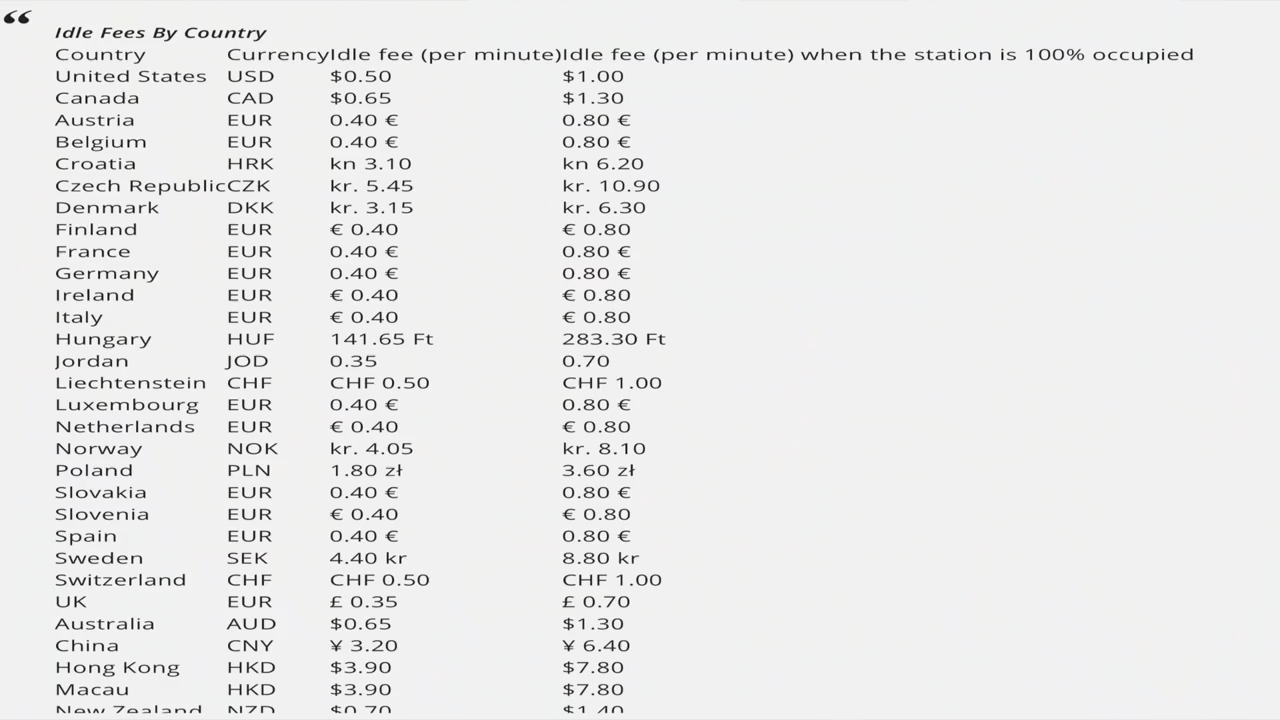 “
Idle Fees By Country
Country CurrencyIdle fee (per minute)Idle fee (per minute) when the station is 100% occupied
United States USD $0.50 $1.00
Canada CAD $0.65 $1.30
Austria EUR 0.40 € 0.80 €
Belgium EUR 0.40 € 0.80 €
Croatia HRK kn 3.10 kn 6.20
Czech RepublicCZK kr. 5.45 kr. 10.90
Denmark DKK kr. 3.15 kr. 6.30
Finland EUR € 0.40 € 0.80
France EUR 0.40 € 0.80 €
Germany EUR 0.40 € 0.80 €
Ireland EUR € 0.40 € 0.80
Italy EUR € 0.40 € 0.80
Hungary HUF 141.65 Ft 283.30 Ft
Jordan JOD 0.35 0.70
Liechtenstein CHF CHF 0.50 CHF 1.00
Luxembourg EUR 0.40 € 0.80 €
Netherlands EUR € 0.40 € 0.80
Norway NOK kr. 4.05 kr. 8.10
Poland PLN 1.80 zł 3.60 zł
Slovakia EUR 0.40 € 0.80 €
Slovenia EUR € 0.40 € 0.80
Spain EUR 0.40 € 0.80 €
Sweden SEK 4.40 kr 8.80 kr
Switzerland CHF CHF 0.50 CHF 1.00
UK EUR £ 0.35 £ 0.70
Australia AUD $0.65 $1.30
China CNY ¥ 3.20 ¥ 6.40
Hong Kong HKD $3.90 $7.80
Macau HKD $3.90 $7.80
New Zealand NZD $0.70 $1.40